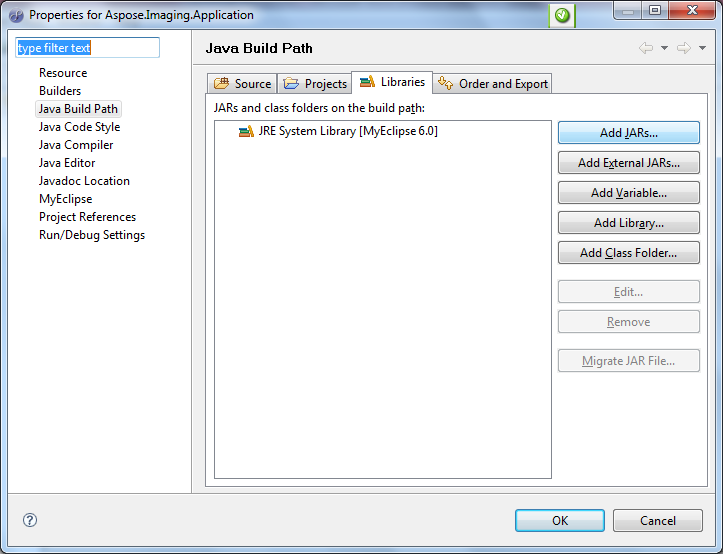 Properties for Aspose.Imaging.Application
type filter text
Resource
Builders
Java Build Path
Java Code Style
Java Compiler
Java Editor
Javadoc Location
MyEclipse
Project References
Run/Debug Settings
Java Build Path
Source
Projects
Libraries
Order and Export
JARs and class folders on the build path:
JRE System Library [MyEclipse 6.0]
Add JARs...
Add External JARs...
Add Variable...
Add Library...
Add Class Folder...
Edit...
Remove
Migrate JAR File...
OK
Cancel